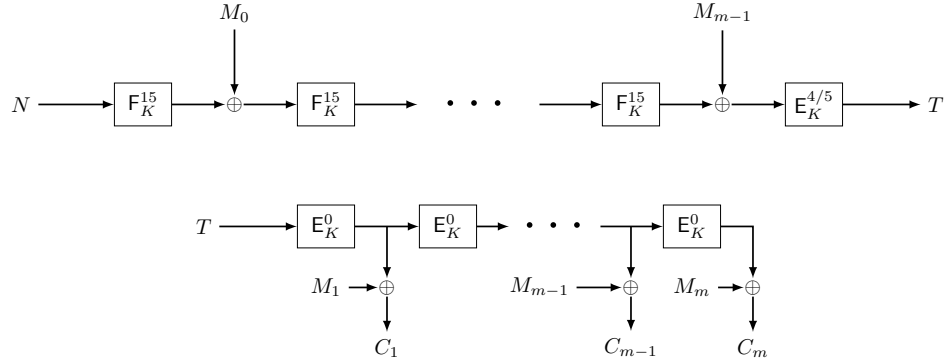 M_0 M_{m−1}
N F_K^{15} F_K^{15} • • • F_K^{15} E_K^{4/5} T
T E_K^0 E_K^0 • • • E_K^0
M_1 M_{m−1} M_m
C_1 C_{m−1} C_m